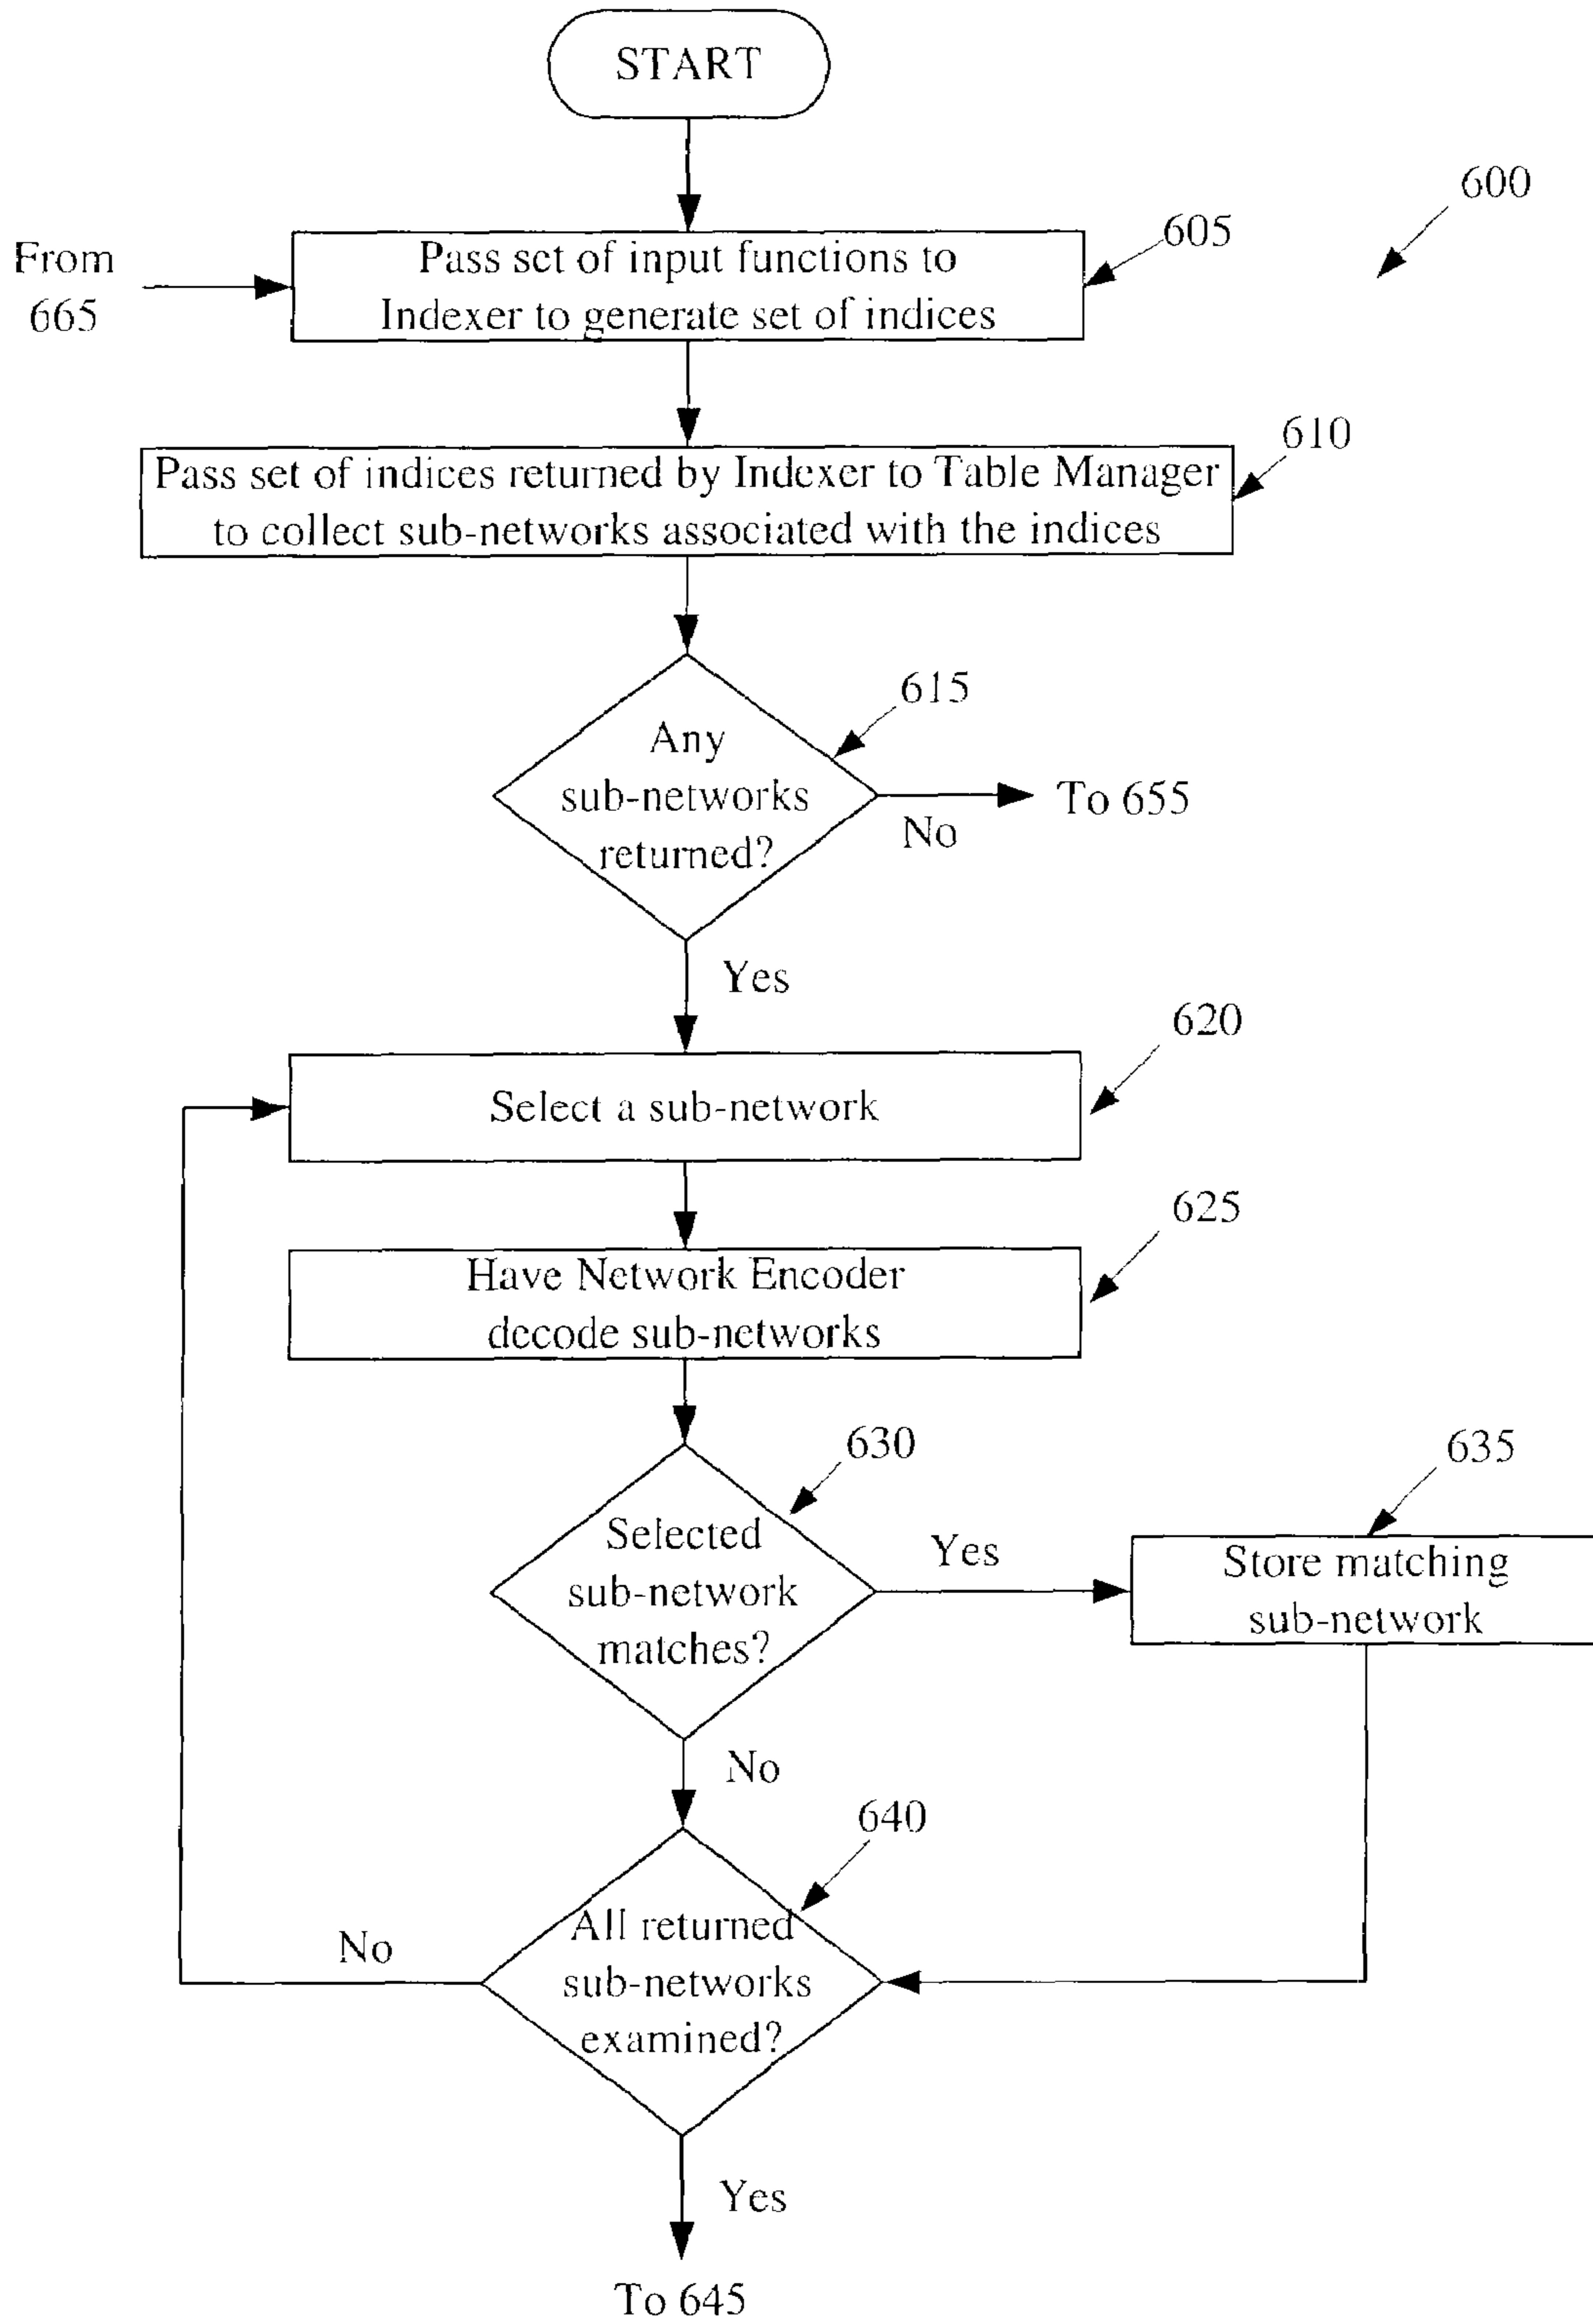 START
600
605
From
665
Pass set of input functions to
Indexer to generate set of indices
610
Pass set of indices returned by Indexer to Table Manager
to collect sub-networks associated with the indices
615
Any
sub-networks
returned?
No
To 655
Yes
620
Select a sub-network
625
Have Network Encoder
decode sub-networks
630
Selected
sub-network
matches?
Yes
635
Store matching
sub-network
No
640
All returned
sub-networks
examined?
No
Yes
To 645